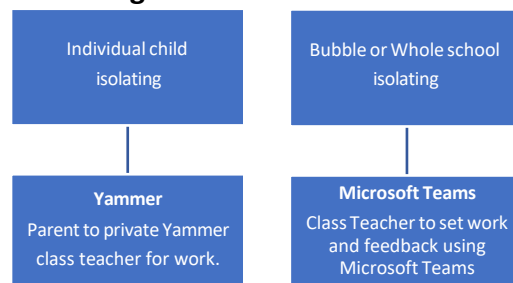 Individual child
isolating
Bubble or Whole school
isolating
Yammer
Parent to private Yammer
class teacher for work.
Microsoft Teams
Class Teacher to set work
and feedback using
Microsoft Teams